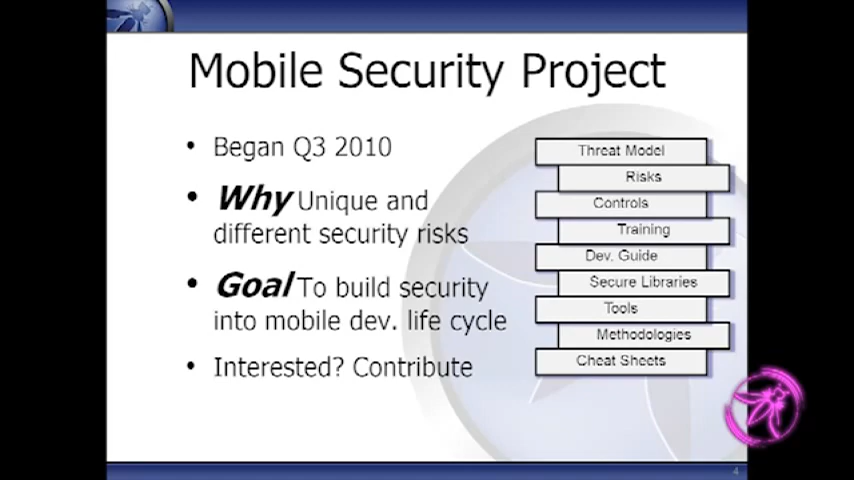 Mobile Security Project
• Began Q3 2010
• Why Unique and
different security risks
• Goal To build security
into mobile dev. life cycle
• Interested? Contribute
Threat Model
Risks
Controls
Training
Dev. Guide
Secure Libraries
Tools
Methodologies
Cheat Sheets
4